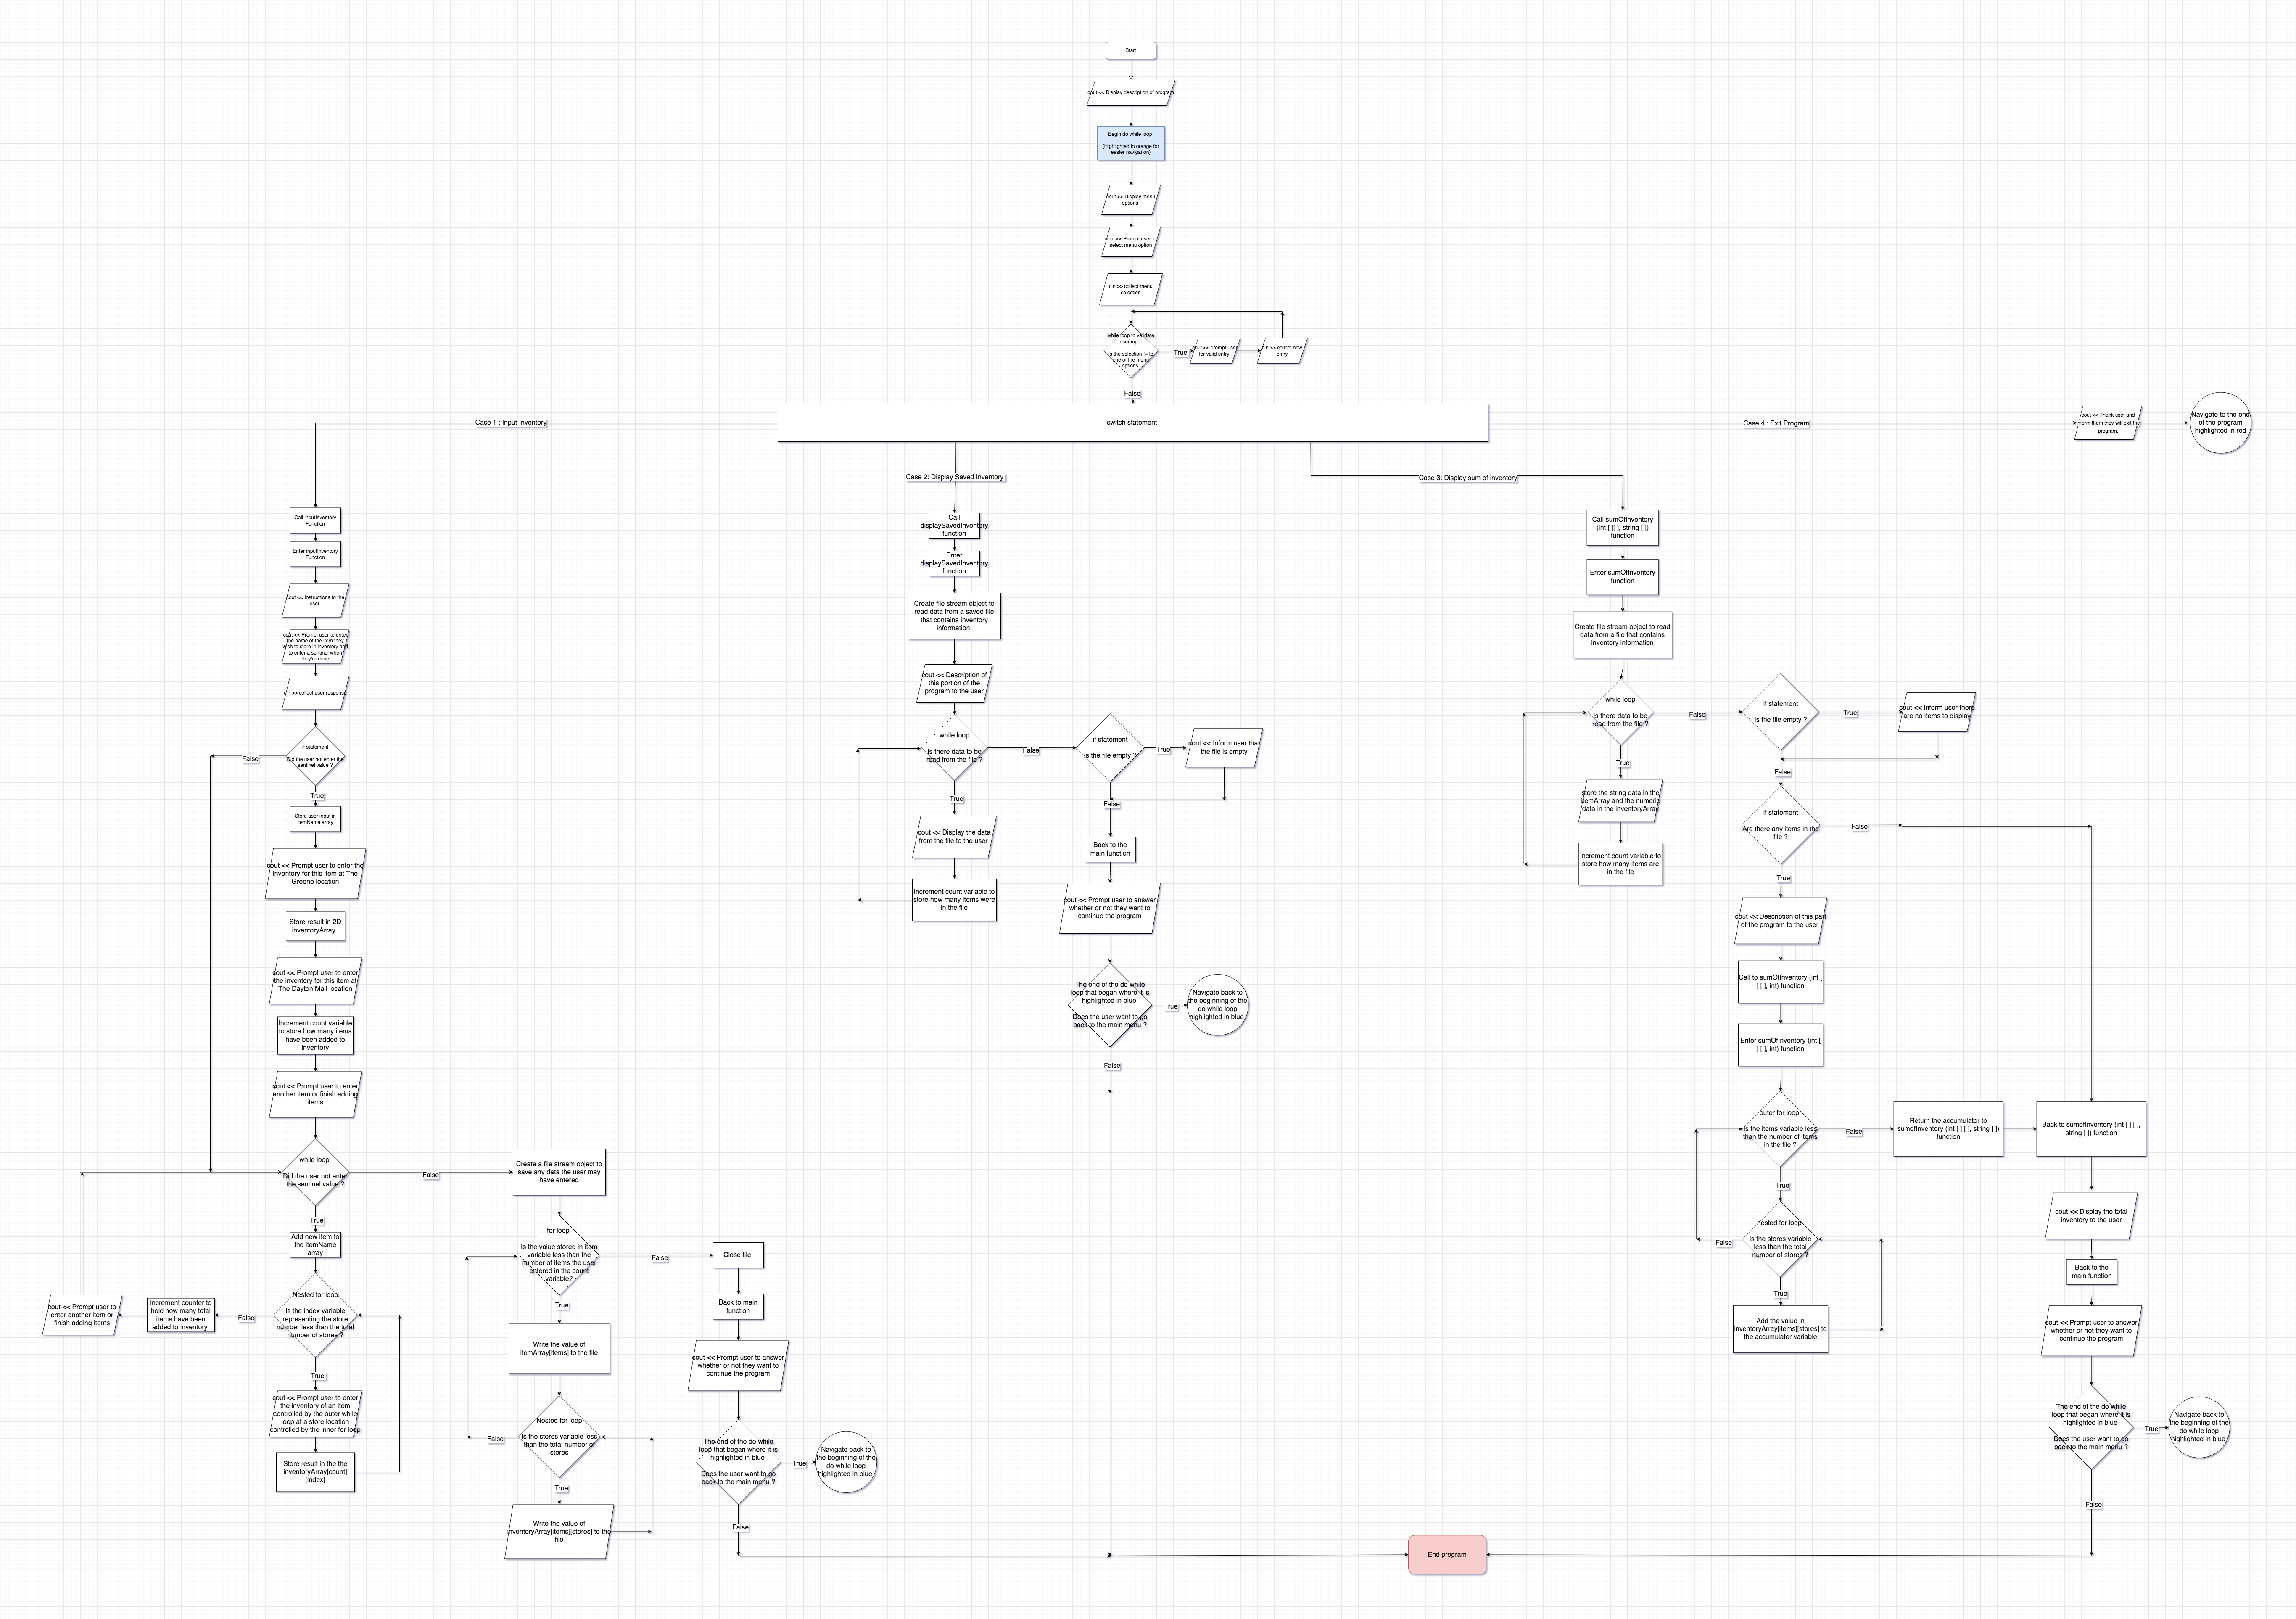 Start
cout << Display description of program
Begin do while loop
(Highlighted in orange for
easier navigation)
cout << Display menu
options
cout << Prompt user to
select menu option
cin >> collect menu
selection
while loop to validate
user input
Is the selection != to
one of the menu
options
True
cout << prompt user
for valid entry
cin >> collect new
entry
False
switch statement
Case 1 : Input Inventory
Case 4 : Exit Program
cout << Thank user and
inform them they will exit the
program.
Navigate to the end
of the program
highlighted in red
Case 2: Display Saved Inventory
Case 3: Display sum of inventory
Call inputInventory
Function
Enter inputInventory
Function
cout << Instructions to the
user
cout << Prompt user to enter
the name of the item they
wish to store in inventory and
to enter a sentinel when
they're done
cin >> collect user response
if statement
Did the user not enter the
sentinel value ?
False
True
Store user input in
itemName array
cout << Prompt user to enter the
inventory for this item at The
Greene location
Store result in 2D
inventoryArray.
cout << Prompt user to enter
the inventory for this item at
The Dayton Mall location
Increment count variable
to store how many items
have been added to
inventory
cout << Prompt user to enter
another item or finish adding
items
while loop
Did the user not enter
the sentinel value ?
False
True
Add new item to
the itemName
array
Nested for loop
Is the index variable
representing the store
number less than the total
number of stores ?
False
Increment counter to
hold how many total
items have been
added to inventory
cout << Prompt user to
enter another item or
finish adding items
True
cout << Prompt user to enter
the inventory of an item
controlled by the outer while
loop at a store location
controlled by the inner for loop
Store result in the the
inventoryArray[count]
[index]
Create a file stream object to
save any data the user may
have entered
for loop
Is the value stored in item
variable less than the
number of items the user
entered in the count
variable?
False
True
Write the value of
itemArray[items] to the file
Nested for loop
Is the stores variable less
than the total number of
stores
False
True
Write the value of
inventoryArray[items][stores] to the
file
Close file
Back to main
function
cout << Prompt user to answer
whether or not they want to
continue the program
The end of the do while
loop that began where it is
highlighted in blue
Does the user want to go
back to the main menu ?
True
Navigate back to
the beginning of the
do while loop
highlighted in blue
False
Call
displaySavedInventory
function
Enter
displaySavedInventory
function
Create file stream object to
read data from a saved file
that contains inventory
information
cout << Description of
this portion of the
program to the user
while loop
Is there data to be
read from the file ?
False
True
cout << Display the data
from the file to the user
Increment count variable to
store how many items were
in the file
if statement
Is the file empty ?
True
cout << Inform user that
the file is empty
False
Back to the
main function
cout << Prompt user to answer
whether or not they want to
continue the program
The end of the do while
loop that began where it is
highlighted in blue
Does the user want to go
back to the main menu ?
True
Navigate back to
the beginning of the
do while loop
highlighted in blue
False
Call sumOfInventory
(int [ ][ ], string [ ])
function
Enter sumOfInventory
function
Create file stream object to read
data from a file that contains
inventory information
while loop
Is there data to be
read from the file ?
False
True
store the string data in the
itemArray and the numeric
data in the inventoryArray
Increment count variable to
store how many items are
in the file
if statement
Is the file empty ?
True
cout << Inform user there
are no items to display
False
if statement
Are there any items in the
file ?
False
True
cout << Description of this part
of the program to the user
Call to sumOfInventory (int [
] [ ], int) function
Enter sumOfInventory (int [
] [ ], int) function
outer for loop
Is the items variable less
than the number of items
in the file ?
False
Return the accumulator to
sumofInventory (int [ ] [ ], string [ ])
function
Back to sumofInventory (int [ ] [ ],
string [ ]) function
True
nested for loop
Is the stores variable
less than the total
number of stores ?
False
True
Add the value in
inventoryArray[items][stores] to
the accumulator variable
cout << Display the total
inventory to the user
Back to the
main function
cout << Prompt user to answer
whether or not they want to
continue the program
The end of the do while
loop that began where it is
highlighted in blue
Does the user want to go
back to the main menu ?
True
Navigate back to
the beginning of the
do while loop
highlighted in blue
False
End program